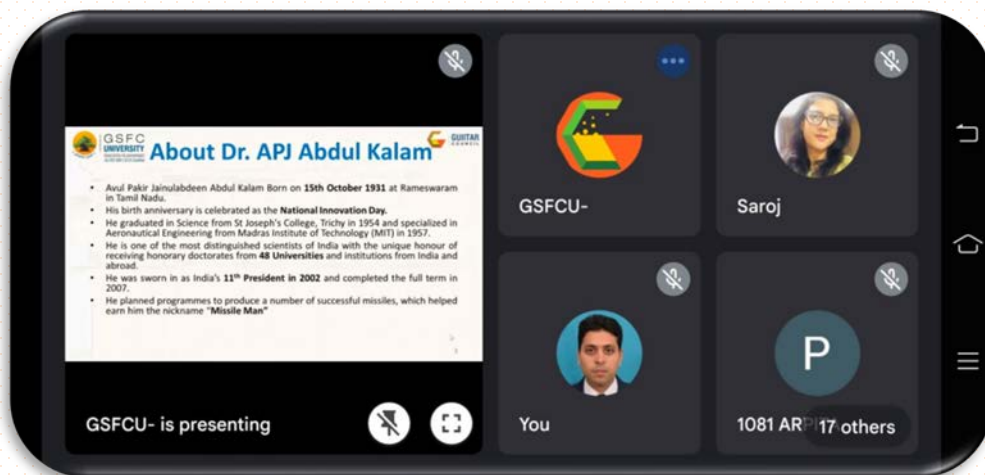 GSFC
UNIVERSITY
GUIITAR
COUNCIL
About Dr. APJ Abdul Kalam
• Avul Pakir Jainulabdeen Abdul Kalam Born on 15th October 1931 at Rameswaram
in Tamil Nadu.
• His birth anniversary is celebrated as the National Innovation Day.
• He graduated in Science from St Joseph's College, Trichy in 1954 and specialized in
Aeronautical Engineering from Madras Institute of Technology (MIT) in 1957.
• He is one of the most distinguished scientists of India with the unique honour of
receiving honorary doctorates from 48 Universities and institutions from India and
abroad.
• He was sworn in as India's 11th President in 2002 and completed the full term in
2007.
• He planned programmes to produce a number of successful missiles, which helped
earn him the nickname "Missile Man"
GSFCU- is presenting
GSFCU-
Saroj
You
P
1081 AR
17 others